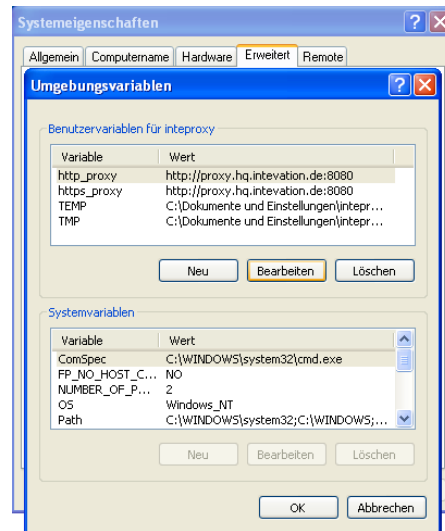 Systemeigenschaften
Allgemein Computername Hardware Erweitert Remote
Umgebungsvariablen
Benutzervariablen für inteproxy
Variable Wert
http_proxy http://proxy.hq.intevation.de:8080
https_proxy http://proxy.hq.intevation.de:8080
TEMP C:\Dokumente und Einstellungen\intepr...
TMP C:\Dokumente und Einstellungen\intepr...
Neu Bearbeiten Löschen
Systemvariablen
Variable Wert
ComSpec C:\WINDOWS\system32\cmd.exe
FP_NO_HOST_C... NO
NUMBER_OF_P... 2
OS Windows_NT
Path C:\WINDOWS\system32;C:\WINDOWS;...
Neu Bearbeiten Löschen
OK Abbrechen